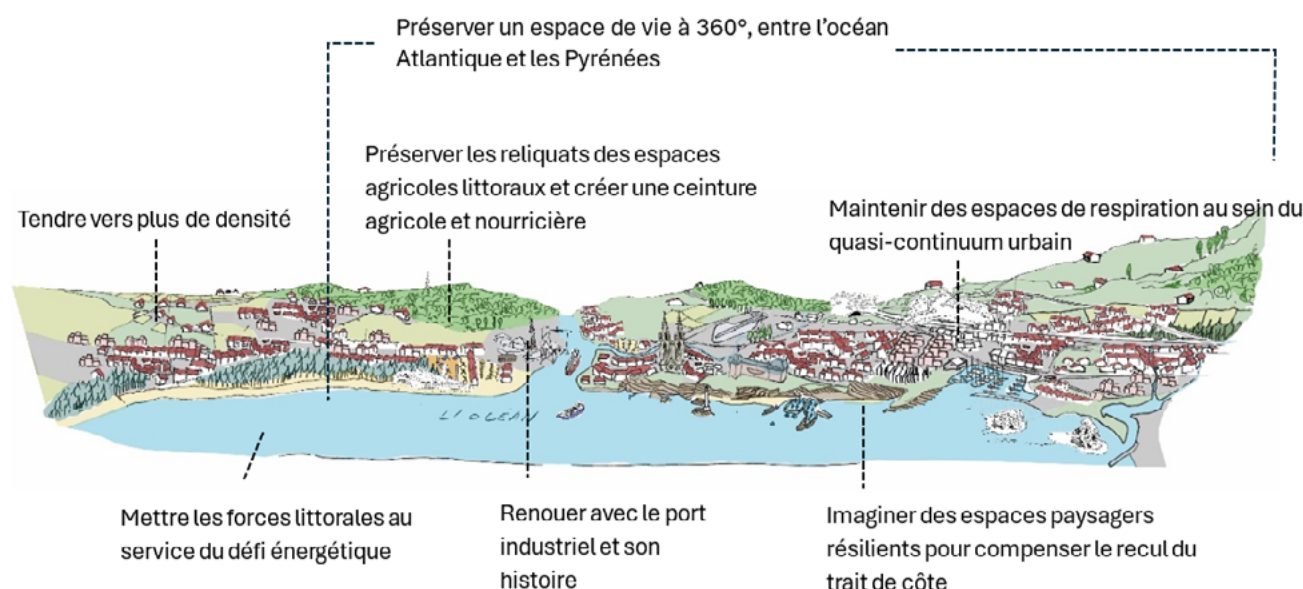 Préserver un espace de vie à 360°, entre l’océan
Atlantique et les Pyrénées
Préserver les reliquats des espaces
agricoles littoraux et créer une ceinture
agricole et nourricière
Tendre vers plus de densité
Maintenir des espaces de respiration au sein du
quasi-continuum urbain
L'OCEAN
Mettre les forces littorales au
service du défi énergétique
Renouer avec le port
industriel et son
histoire
Imaginer des espaces paysagers
résilients pour compenser le recul du
trait de côte